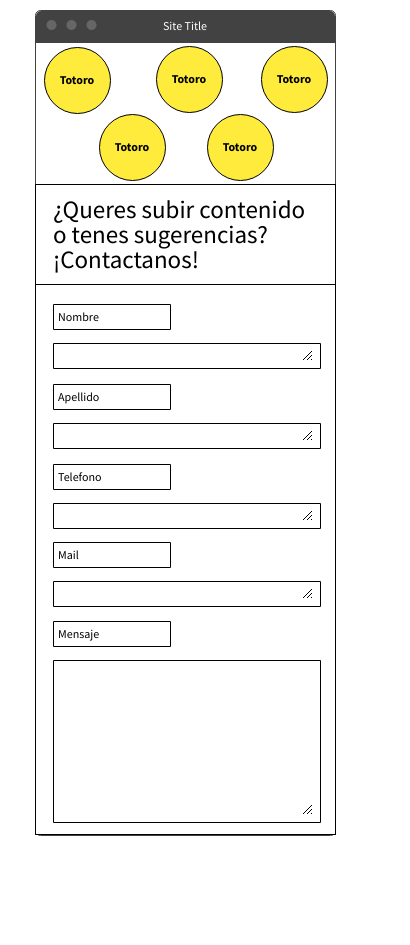 Site Title
Totoro
Totoro
Totoro
Totoro
Totoro
¿Queres subir contenido
o tenes sugerencias?
¡Contactanos!
Nombre
Apellido
Telefono
Mail
Mensaje